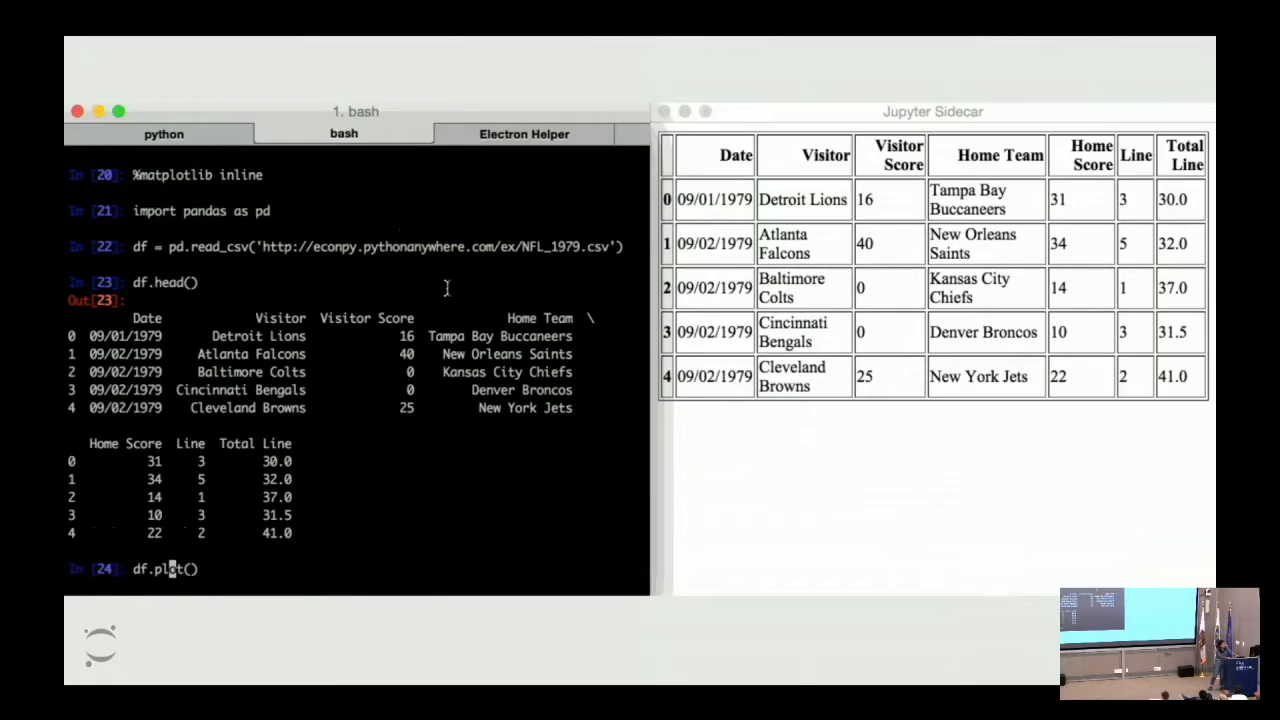 1. bash
python bash Electron Helper
In [20]: %matplotlib inline
In [21]: import pandas as pd
In [22]: df = pd.read_csv('http://econpy.pythonanywhere.com/ex/NFL_1979.csv')
In [23]: df.head()
Out[23]:
Date Visitor Visitor Score Home Team \
0 09/01/1979 Detroit Lions 16 Tampa Bay Buccaneers
1 09/02/1979 Atlanta Falcons 40 New Orleans Saints
2 09/02/1979 Baltimore Colts 0 Kansas City Chiefs
3 09/02/1979 Cincinnati Bengals 0 Denver Broncos
4 09/02/1979 Cleveland Browns 25 New York Jets
Home Score Line Total Line
0 31 3 30.0
1 34 5 32.0
2 14 1 37.0
3 10 3 31.5
4 22 2 41.0
In [24]: df.plot()
Jupyter Sidecar
Date Visitor Visitor Score Home Team Home Score Line Total Line
0 09/01/1979 Detroit Lions 16 Tampa Bay Buccaneers 31 3 30.0
1 09/02/1979 Atlanta Falcons 40 New Orleans Saints 34 5 32.0
2 09/02/1979 Baltimore Colts 0 Kansas City Chiefs 14 1 37.0
3 09/02/1979 Cincinnati Bengals 0 Denver Broncos 10 3 31.5
4 09/02/1979 Cleveland Browns 25 New York Jets 22 2 41.0